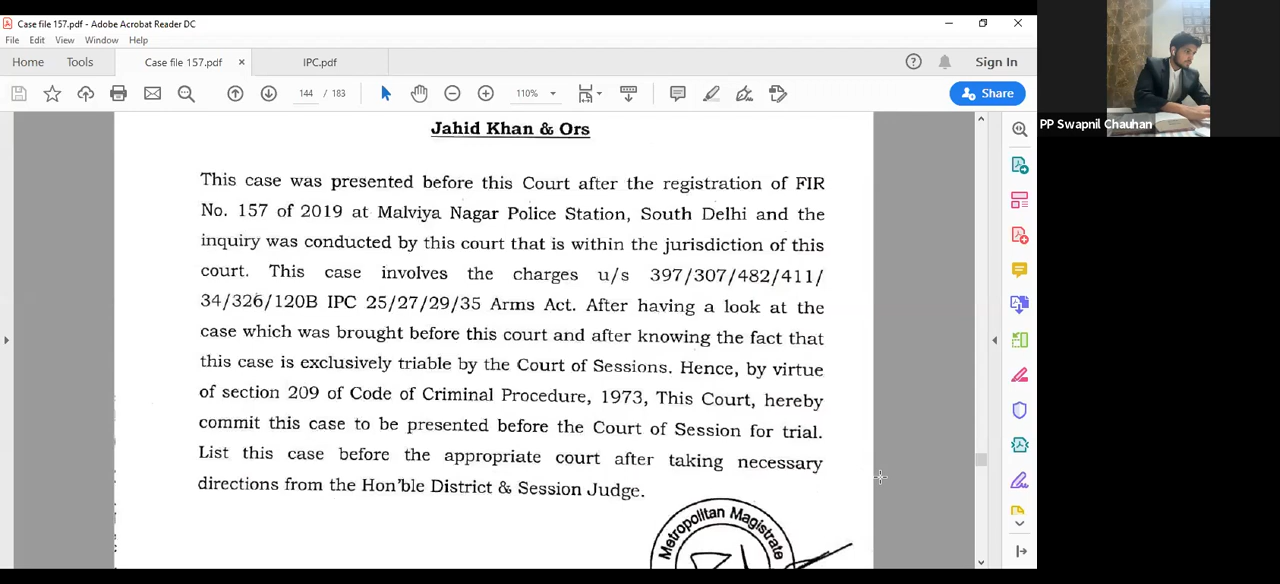 Case file 157.pdf - Adobe Acrobat Reader DC
File Edit View Window Help
Home Tools Case file 157.pdf × IPC.pdf Sign In
144 / 183 110% Share
PP Swapnil Chauhan
Jahid Khan & Ors
This case was presented before this Court after the registration of FIR
No. 157 of 2019 at Malviya Nagar Police Station, South Delhi and the
inquiry was conducted by this court that is within the jurisdiction of this
court. This case involves the charges u/s 397/307/482/411/
34/326/120B IPC 25/27/29/35 Arms Act. After having a look at the
case which was brought before this court and after knowing the fact that
this case is exclusively triable by the Court of Sessions. Hence, by virtue
of section 209 of Code of Criminal Procedure, 1973, This Court, hereby
commit this case to be presented before the Court of Session for trial.
List this case before the appropriate court after taking necessary
directions from the Hon'ble District & Session Judge.
Metropolitan Magistrate